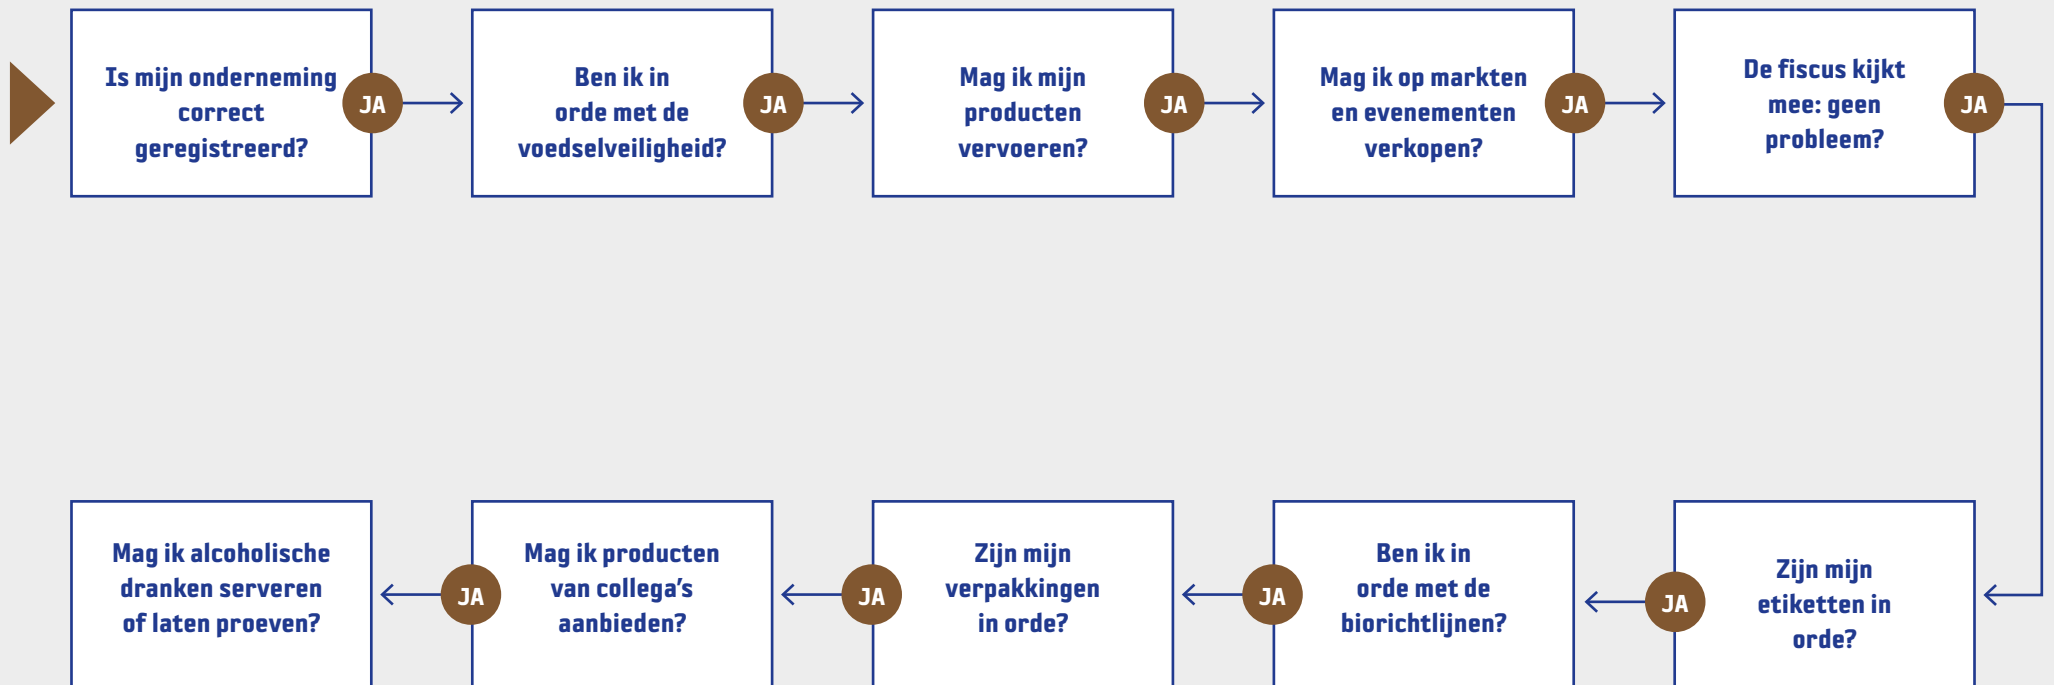 Is mijn onderneming
correct
geregistreerd?
JA
Ben ik in
orde met de
voedselveiligheid?
JA
Mag ik mijn
producten
vervoeren?
JA
Mag ik op markten
en evenementen
verkopen?
JA
De fiscus kijkt
mee: geen
probleem?
JA
Zijn mijn
etiketten in
orde?
JA
Ben ik in
orde met de
biorichtlijnen?
JA
Zijn mijn
verpakkingen
in orde?
JA
Mag ik producten
van collega's
aanbieden?
JA
Mag ik alcoholische
dranken serveren
of laten proeven?